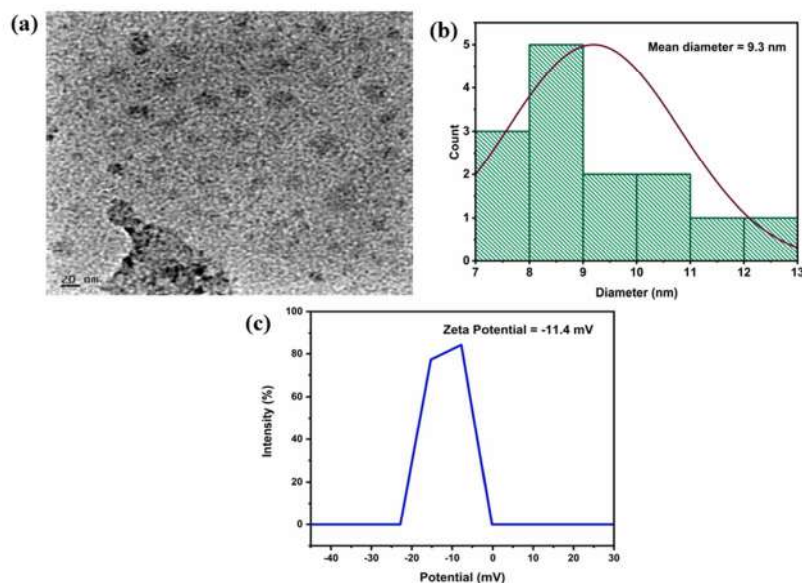 (a)
20 nm
(b)
Mean diameter = 9.3 nm
Count
5
4
3
2
1
0
7 8 9 10 11 12 13
Diameter (nm)
(c)
Zeta Potential = -11.4 mV
Intensity (%)
100
80
60
40
20
0
-40 -30 -20 -10 0 10 20 30
Potential (mV)